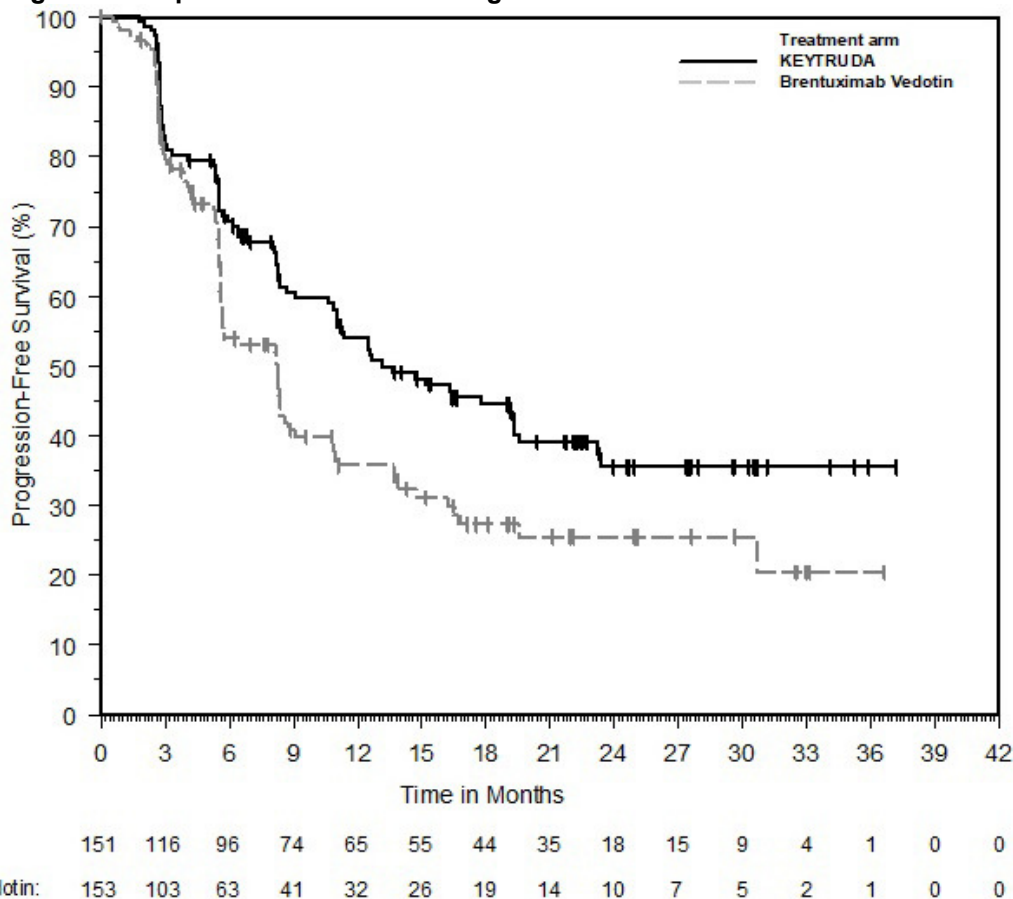 Treatment arm
KEYTRUDA
Brentuximab Vedotin
Progression-Free Survival (%)
100
90
80
70
60
50
40
30
20
10
0
0 3 6 9 12 15 18 21 24 27 30 33 36 39 42
Time in Months
151 116 96 74 65 55 44 35 18 15 9 4 1 0 0
153 103 63 41 32 26 19 14 10 7 5 2 1 0 0